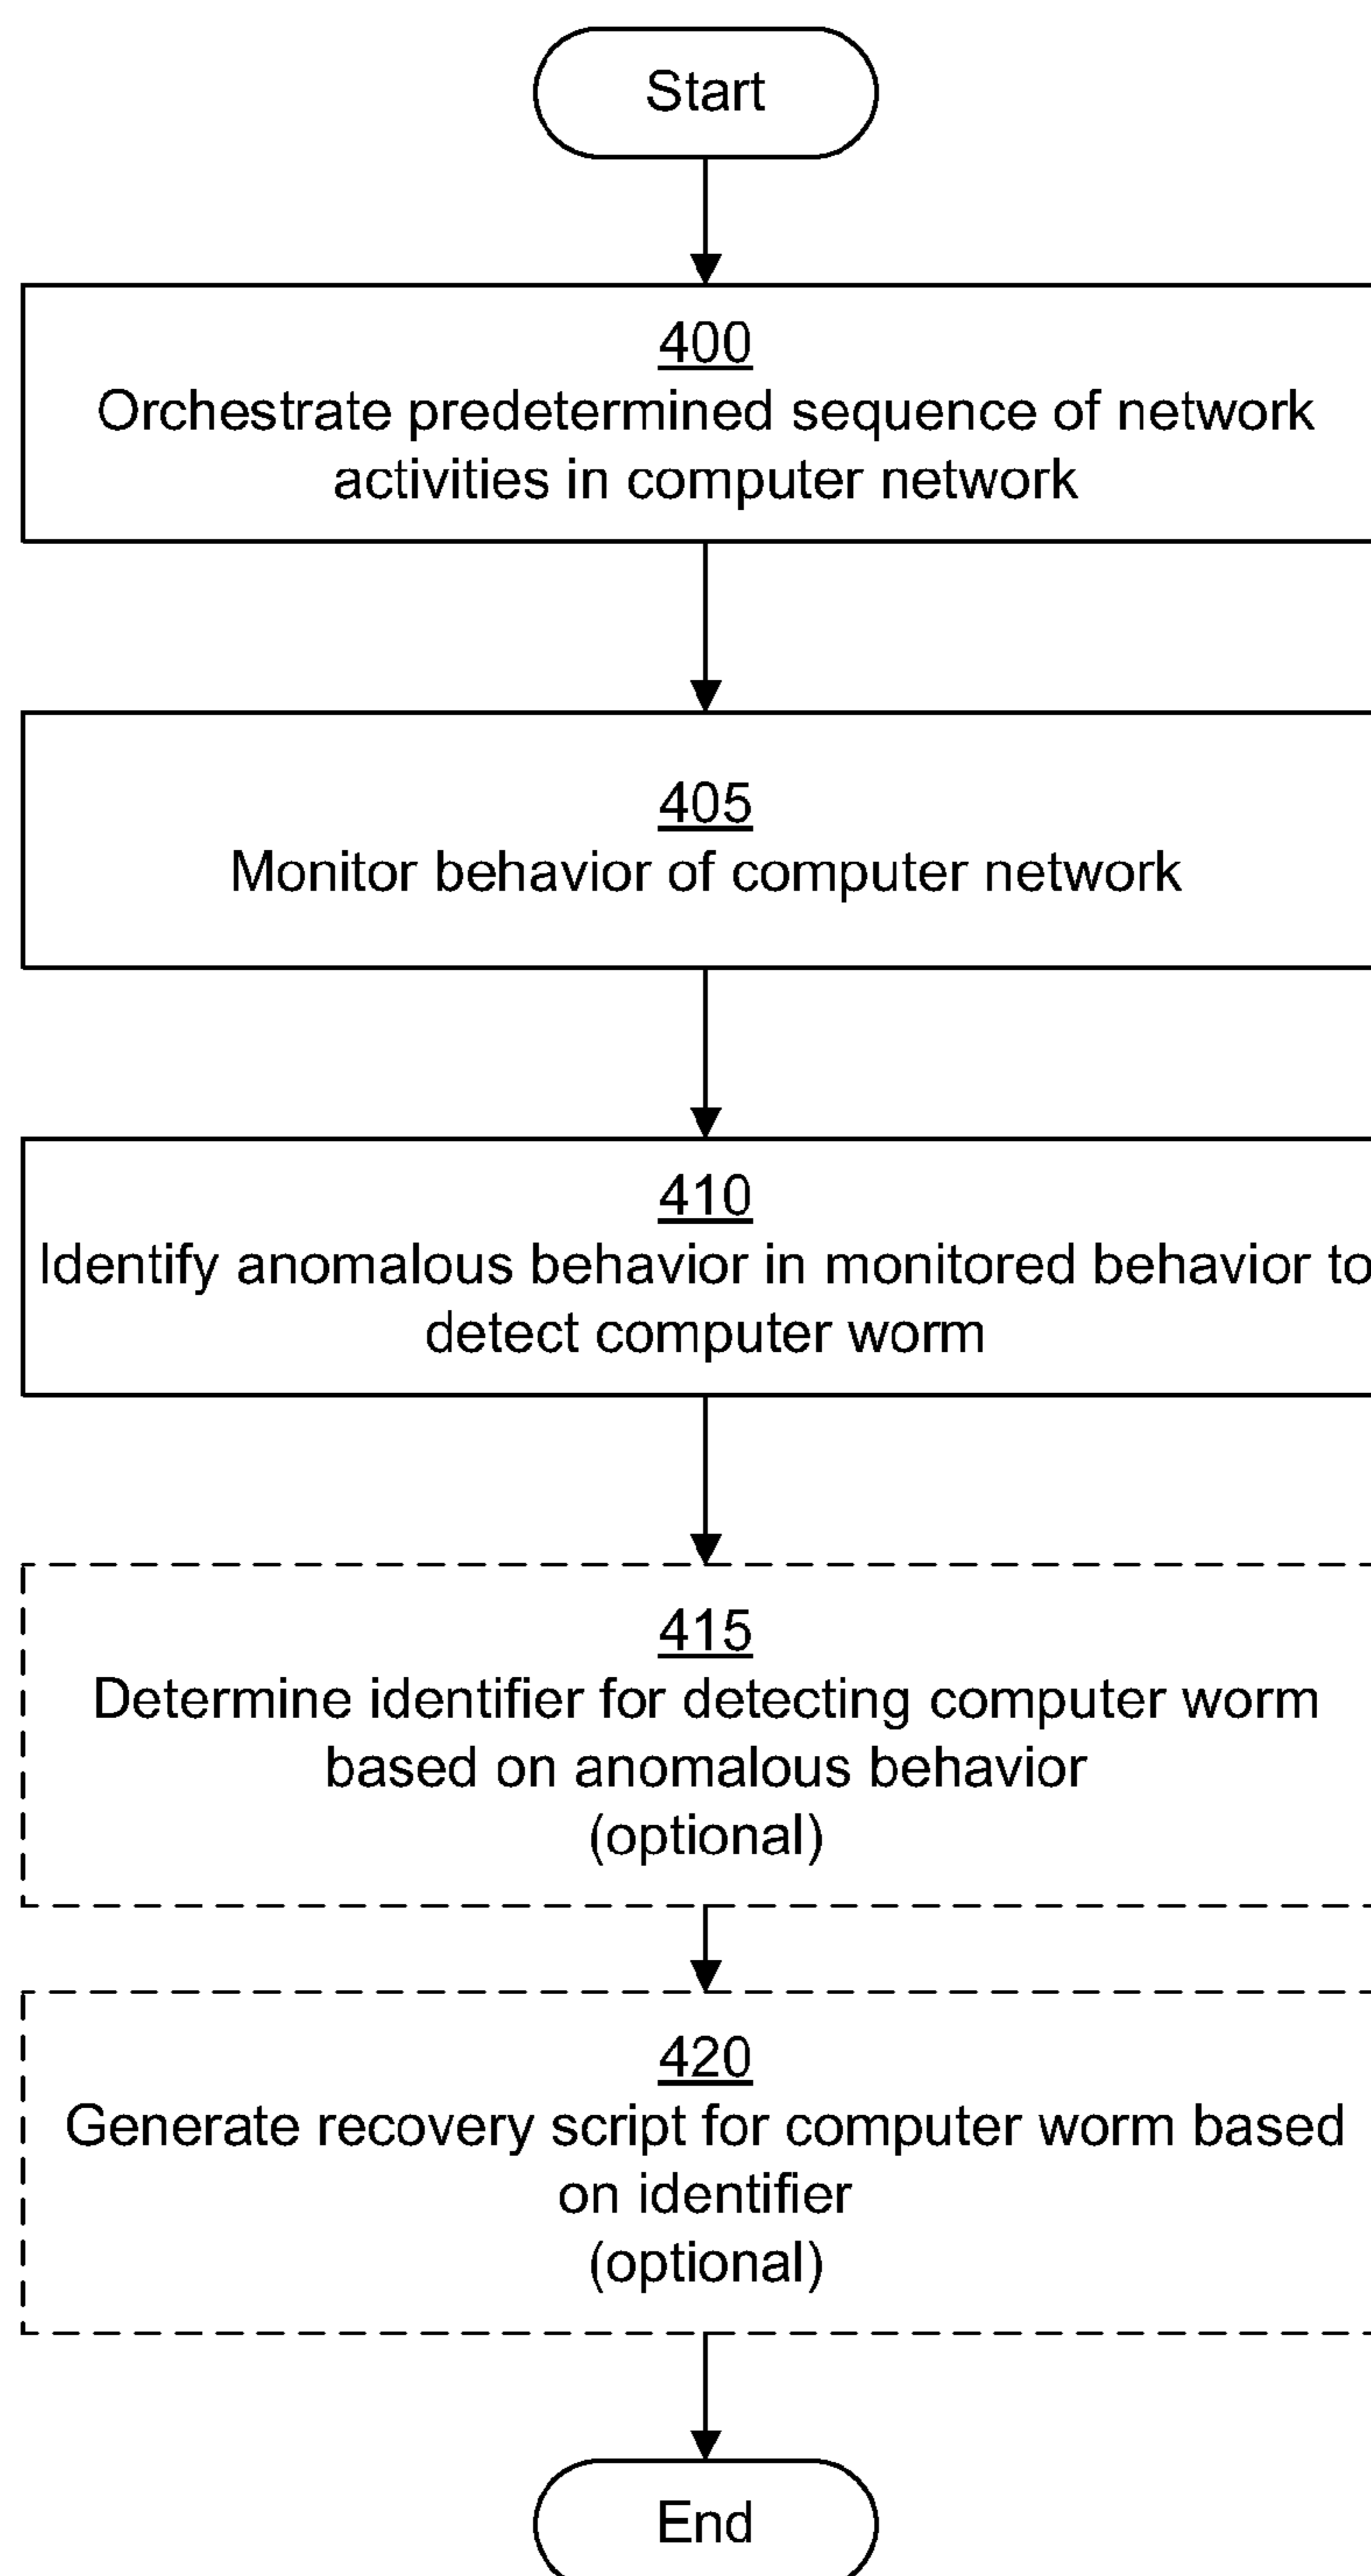 Start
400
Orchestrate predetermined sequence of network
activities in computer network
405
Monitor behavior of computer network
410
Identify anomalous behavior in monitored behavior to
detect computer worm
415
Determine identifier for detecting computer worm
based on anomalous behavior
(optional)
420
Generate recovery script for computer worm based
on identifier
(optional)
End